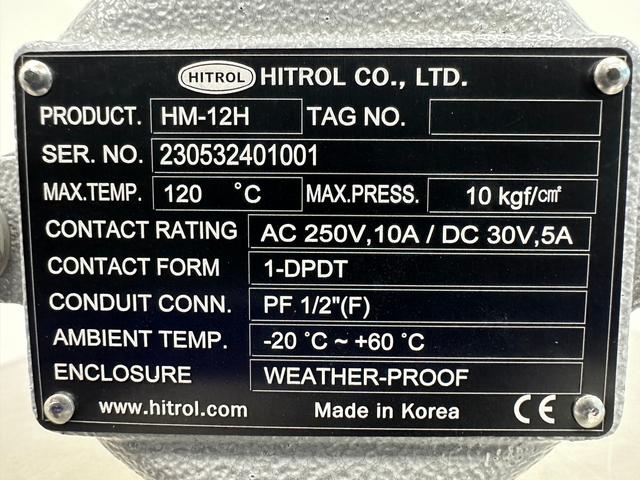 HITROL HITROL CO., LTD.
PRODUCT. HM-12H TAG NO.
SER. NO. 230532401001
MAX.TEMP. 120 °C MAX.PRESS. 10 kgf/㎠
CONTACT RATING AC 250V,10A / DC 30V,5A
CONTACT FORM 1-DPDT
CONDUIT CONN. PF 1/2"(F)
AMBIENT TEMP. -20 °C ~ +60 °C
ENCLOSURE WEATHER-PROOF
www.hitrol.com Made in Korea CE